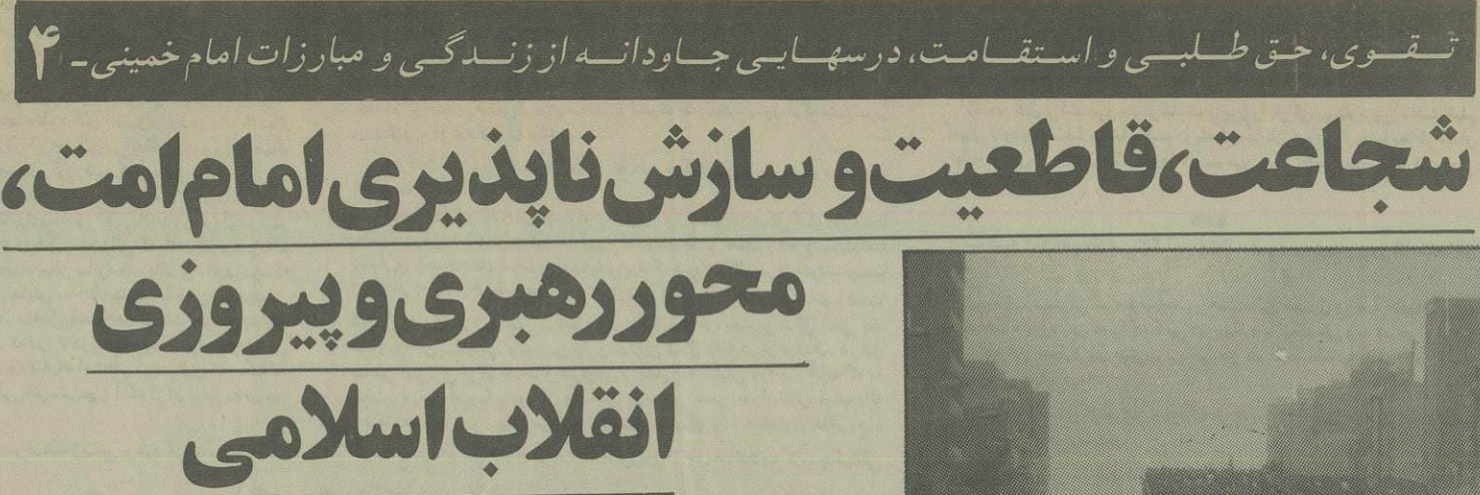 تقوی، حق طلبی و استقامت، درسهایی جاودانه از زندگی و مبارزات امام خمینی - ۴
شجاعت، قاطعیت و سازش ناپذیری امام امت،
محور رهبری و پیروزی
انقلاب اسلامی